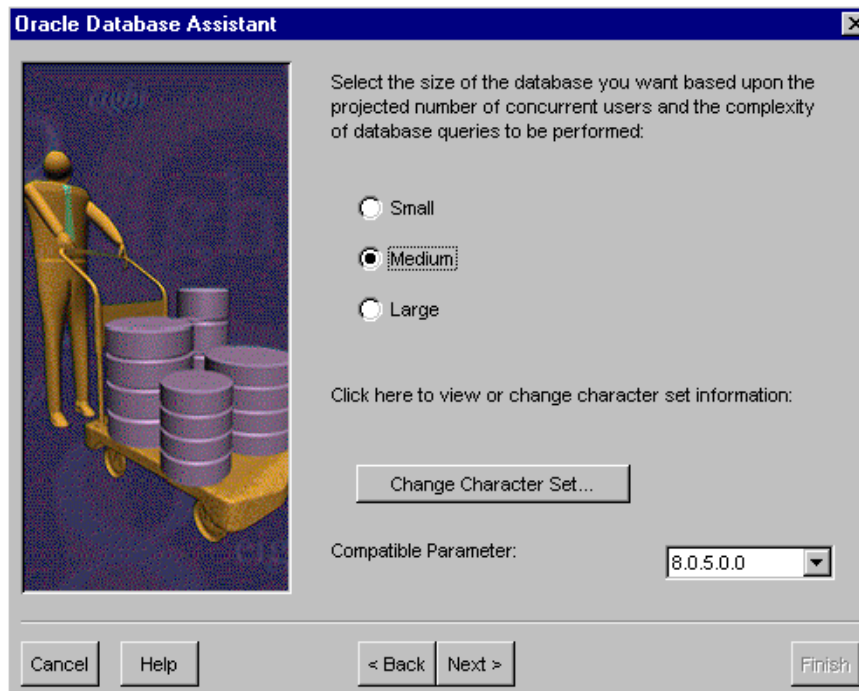 Oracle Database Assistant
Select the size of the database you want based upon the
projected number of concurrent users and the complexity
of database queries to be performed:
Small
Medium
Large
Click here to view or change character set information:
Change Character Set...
Compatible Parameter:
8.0.5.0.0
Cancel
Help
< Back
Next >
Finish